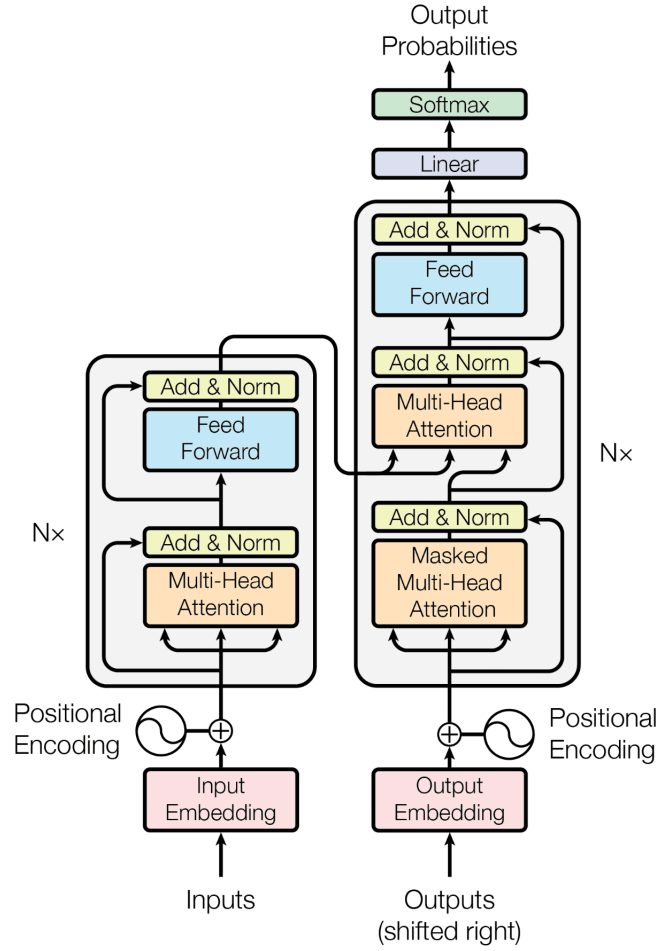 Output
Probabilities
Softmax
Linear
Add & Norm
Feed
Forward
Add & Norm
Multi-Head
Attention
Nx
Add & Norm
Masked
Multi-Head
Attention
Add & Norm
Feed
Forward
Nx
Add & Norm
Multi-Head
Attention
Positional
Encoding
Positional
Encoding
Input
Embedding
Output
Embedding
Inputs
Outputs
(shifted right)